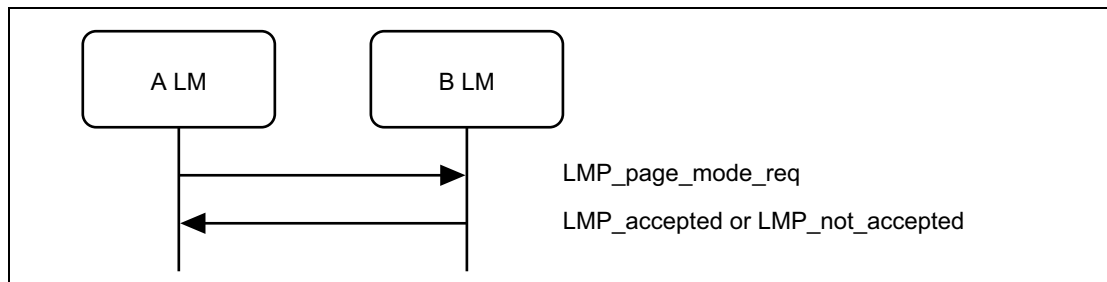 A LM
B LM
LMP_page_mode_req
LMP_accepted or LMP_not_accepted